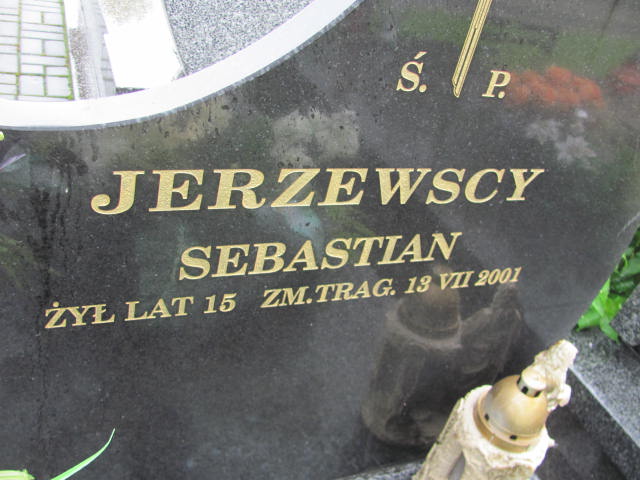 Ś. P.
JERZEWSCY
SEBASTIAN
ŻYŁ LAT 15 ZM.TRAG. 13 VII 2001